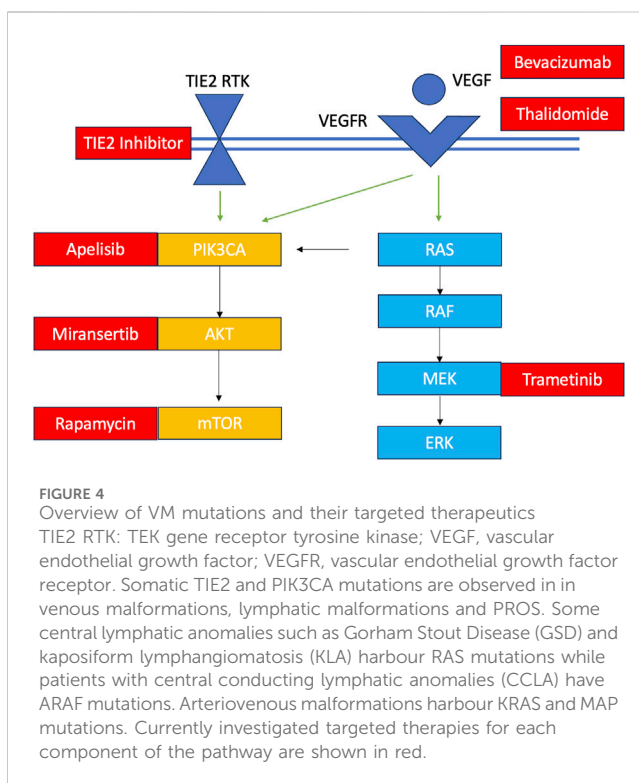 Bevacizumab
TIE2 RTK
VEGF
VEGFR
Thalidomide
TIE2 Inhibitor
Apelisib PIK3CA RAS
RAF
Miransertib AKT
MEK Trametinib
Rapamycin mTOR
ERK
FIGURE 4
Overview of VM mutations and their targeted therapeutics
TIE2 RTK: TEK gene receptor tyrosine kinase; VEGF, vascular
endothelial growth factor; VEGFR, vascular endothelial growth factor
receptor. Somatic TIE2 and PIK3CA mutations are observed in in
venous malformations, lymphatic malformations and PROS. Some
central lymphatic anomalies such as Gorham Stout Disease (GSD) and
kaposiform lymphangiomatosis (KLA) harbour RAS mutations while
patients with central conducting lymphatic anomalies (CCLA) have
ARAF mutations. Arteriovenous malformations harbour KRAS and MAP
mutations. Currently investigated targeted therapies for each
component of the pathway are shown in red.